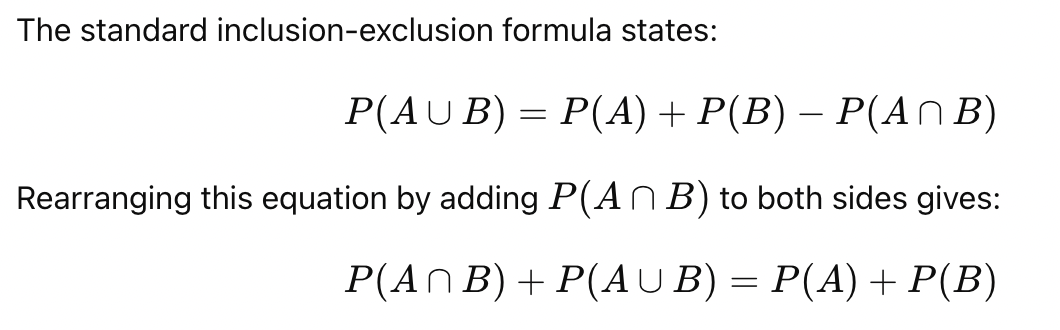 The standard inclusion-exclusion formula states:
P(A ∪ B) = P(A) + P(B) − P(A ∩ B)
Rearranging this equation by adding P(A ∩ B) to both sides gives:
P(A ∩ B) + P(A ∪ B) = P(A) + P(B)